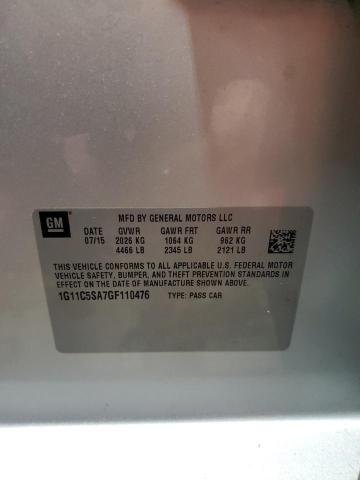 MFD BY GENERAL MOTORS LLC
GM
DATE GVWR GAWR FRT GAWR RR
07/15 2026 KG 1064 KG 962 KG
4466 LB 2345 LB 2121 LB
THIS VEHICLE CONFORMS TO ALL APPLICABLE U.S. FEDERAL MOTOR
VEHICLE SAFETY, BUMPER, AND THEFT PREVENTION STANDARDS IN
EFFECT ON THE DATE OF MANUFACTURE SHOWN ABOVE.
1G11C5SA7GF110476 TYPE: PASS CAR